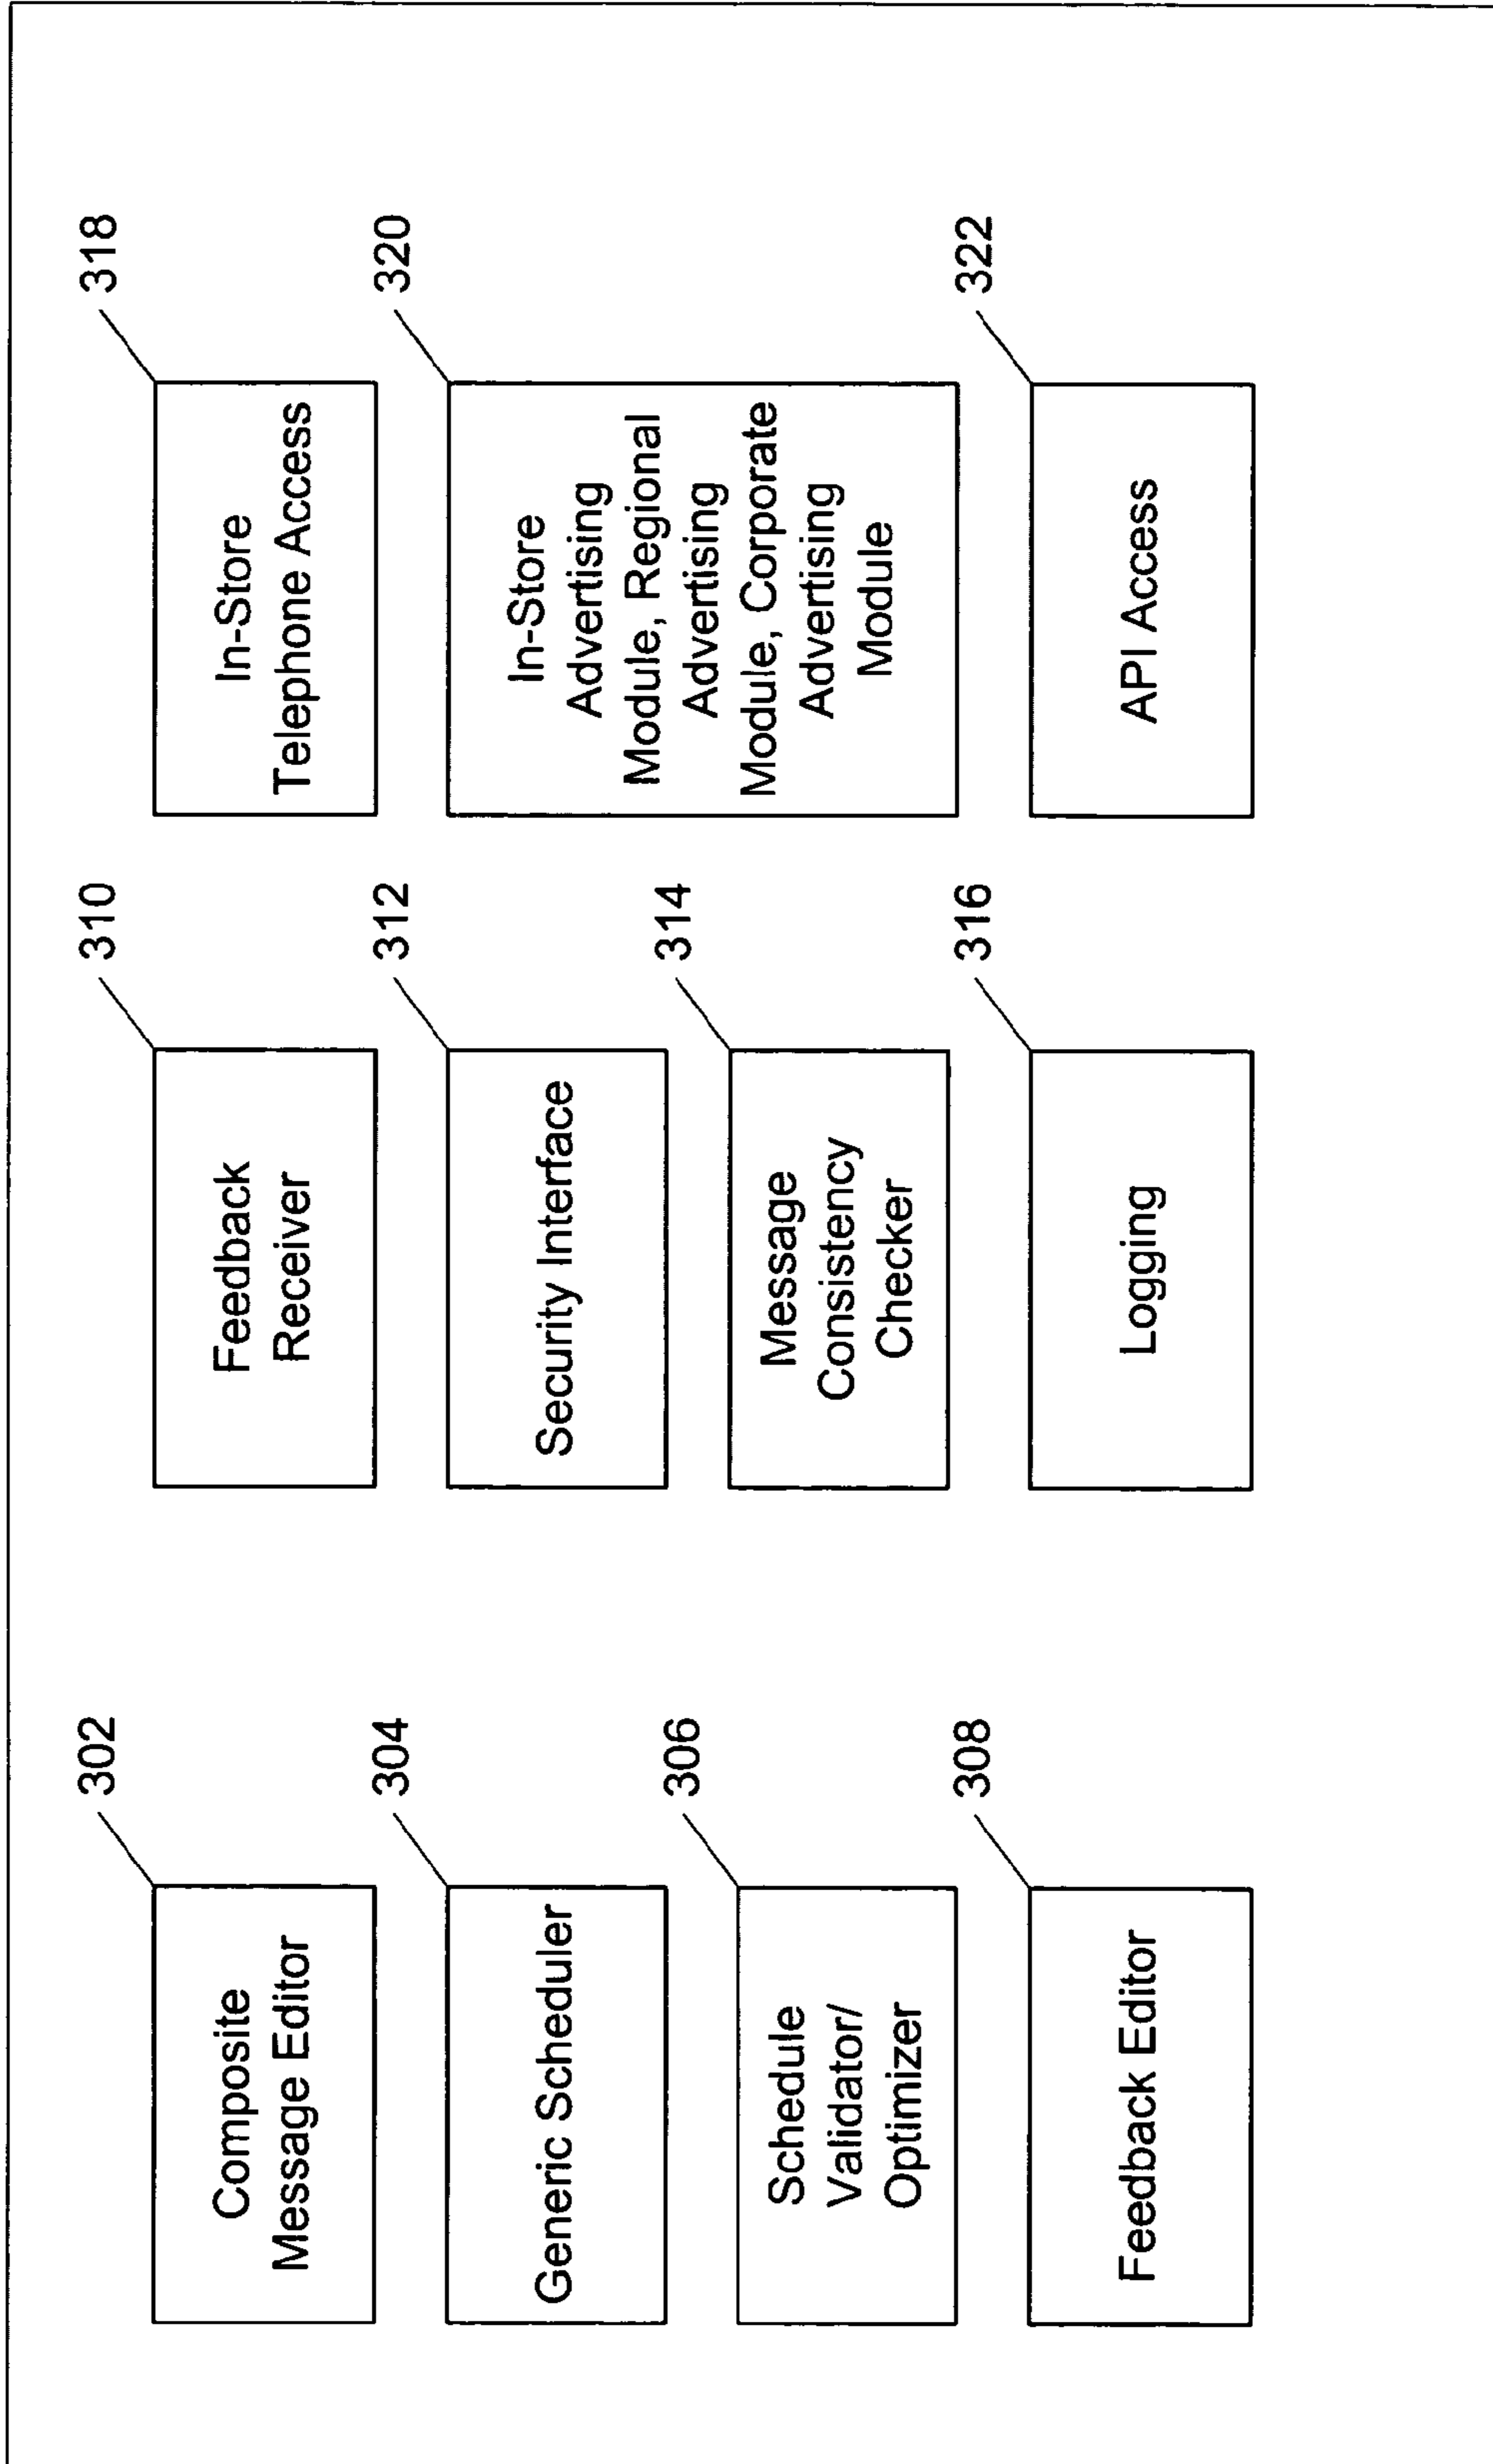 302
Composite
Message Editor
304
Generic Scheduler
306
Schedule
Validator/
Optimizer
308
Feedback Editor
310
Feedback
Receiver
312
Security Interface
314
Message
Consistency
Checker
316
Logging
318
In-Store
Telephone Access
320
In-Store
Advertising
Module, Regional
Advertising
Module, Corporate
Advertising
Module
322
API Access